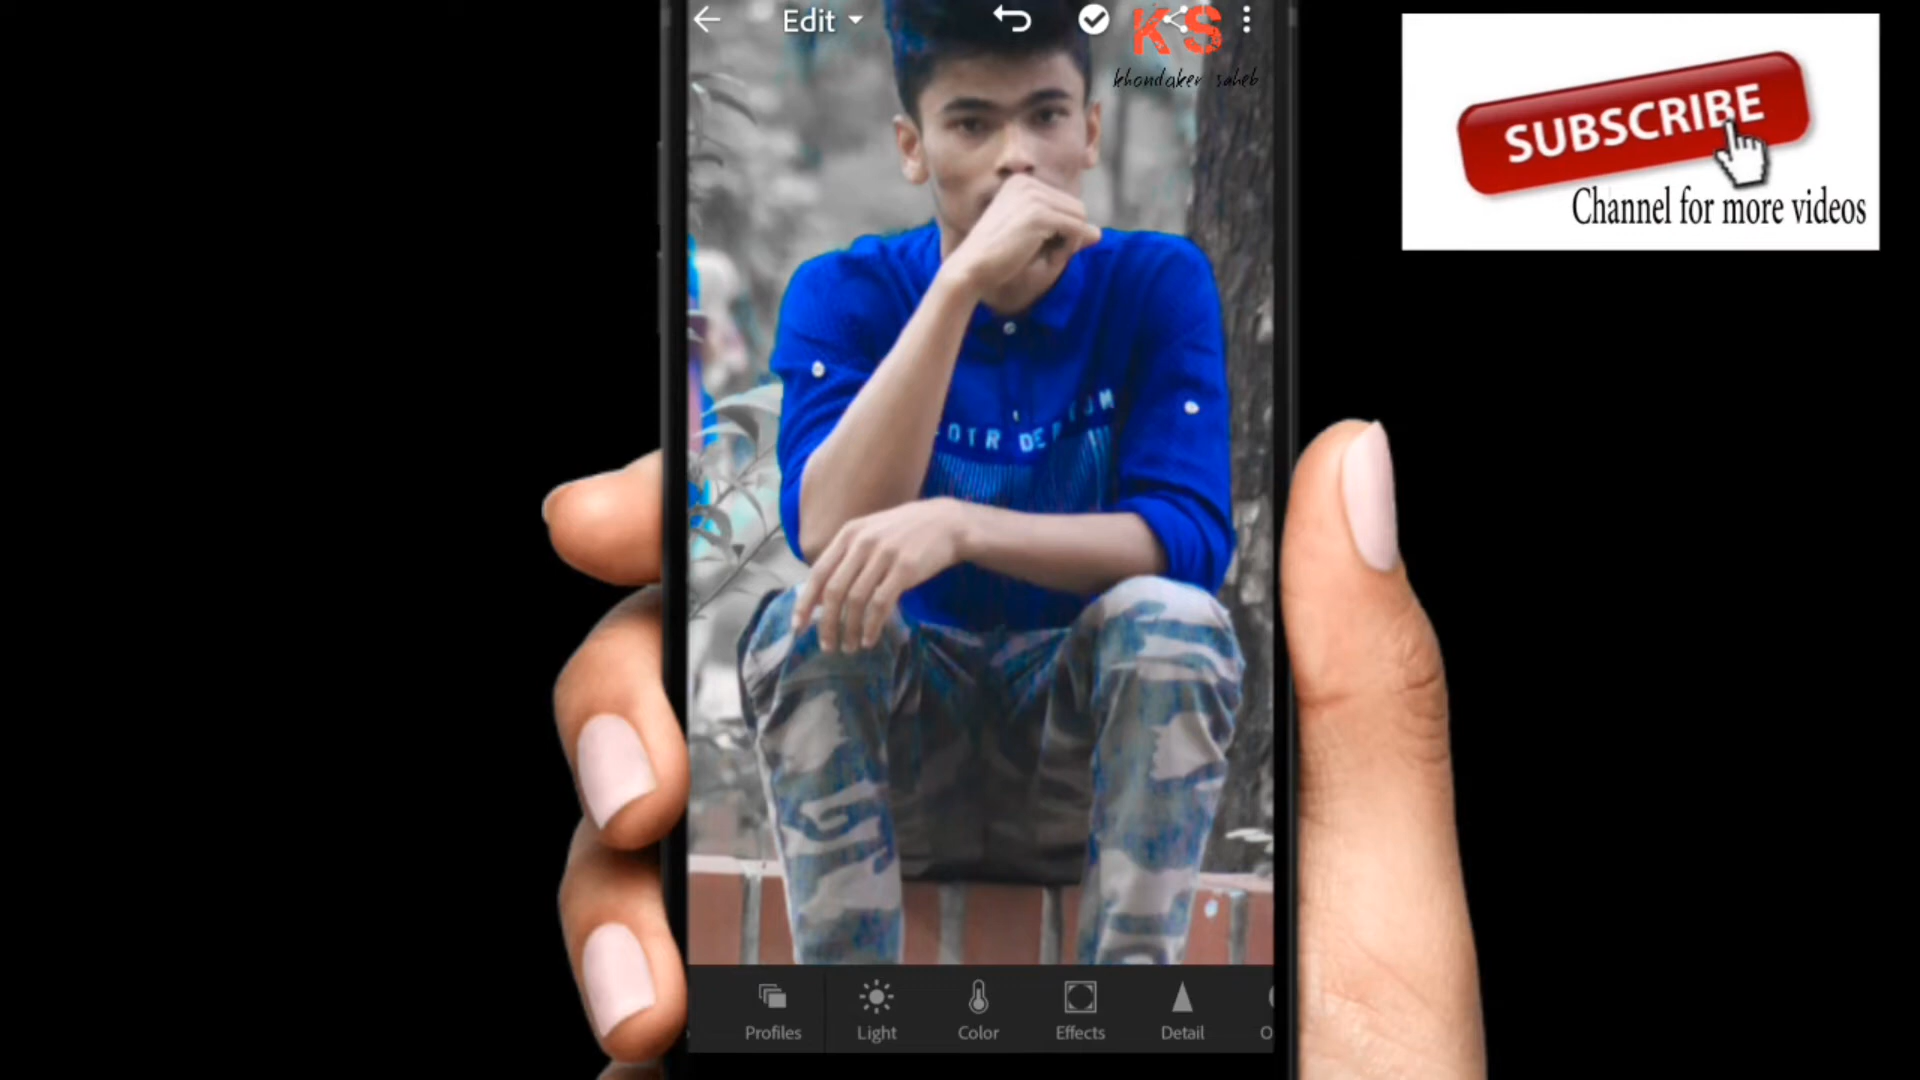 Edit
KS
khondaker saheb
SUBSCRIBE
Channel for more videos
Profiles
Light
Color
Effects
Detail